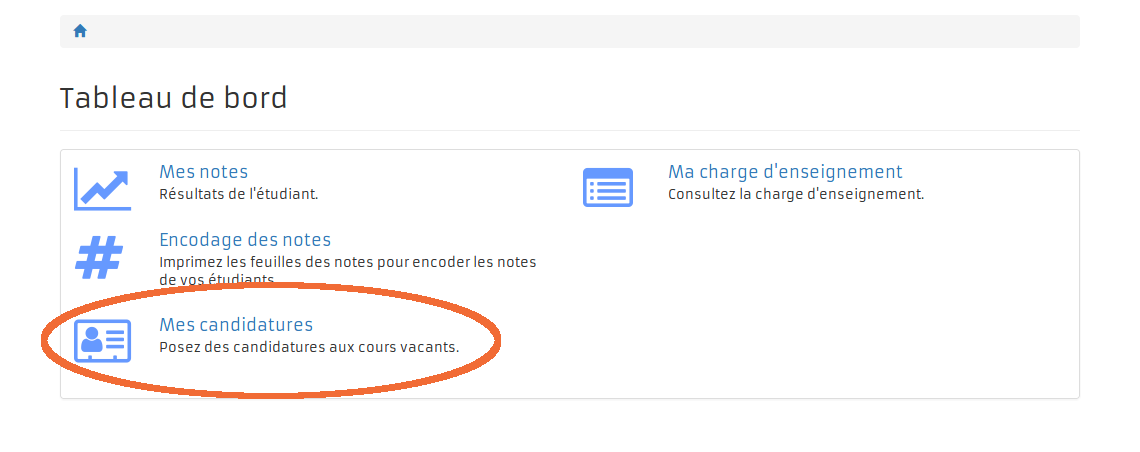 Tableau de bord
Mes notes
Résultats de l'étudiant.
Ma charge d'enseignement
Consultez la charge d'enseignement.
Encodage des notes
Imprimez les feuilles des notes pour encoder les notes
de vos étudiants.
Mes candidatures
Posez des candidatures aux cours vacants.